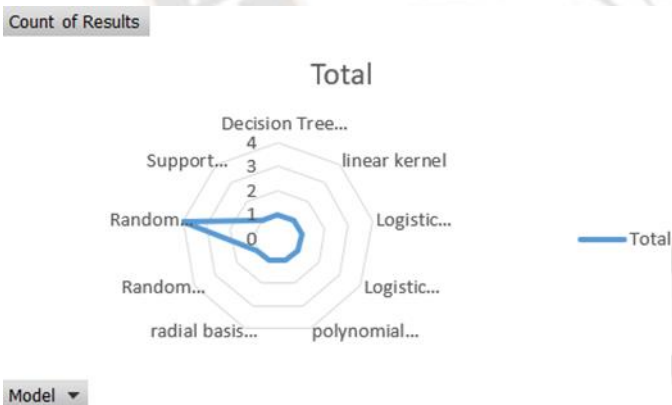 Count of Results
Total
Decision Tree...
4
Support...
3
linear kernel
2
Random...
1
Logistic...
0
Total
Random...
Logistic...
radial basis...
polynomial...
Model